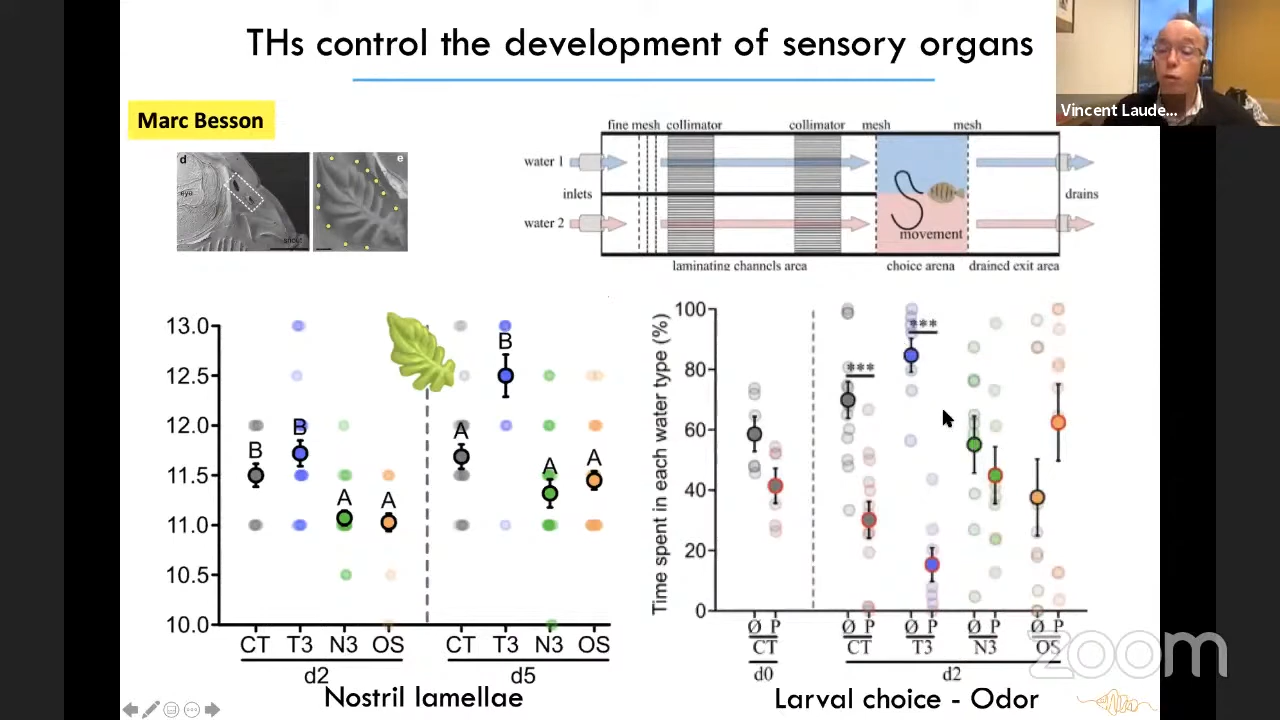 THs control the development of sensory organs
Vincent Laude...
Marc Besson
d
e
eye
snout
fine mesh collimator collimator mesh mesh
water 1
inlets
drains
water 2
movement
laminating channels area choice arena drained exit area
13.0
12.5
12.0
11.5
11.0
10.5
10.0
B B A A A B A A
CT T3 N3 OS CT T3 N3 OS
d2 d5
Nostril lamellae
Time spent in each water type (%)
100
80
60
40
20
0
*** ***
Ø P Ø P Ø P Ø P Ø P
CT CT T3 N3 OS
d0 d2
Larval choice - Odor
zoom